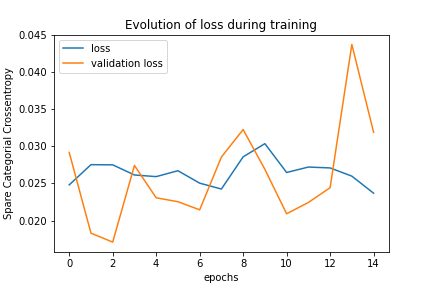 Evolution of loss during training
loss
validation loss
Spare Categorial Crossentropy
0.045
0.040
0.035
0.030
0.025
0.020
0 2 4 6 8 10 12 14
epochs